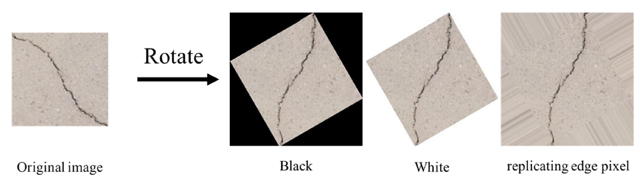 Rotate
Original image
Black
White
replicating edge pixel